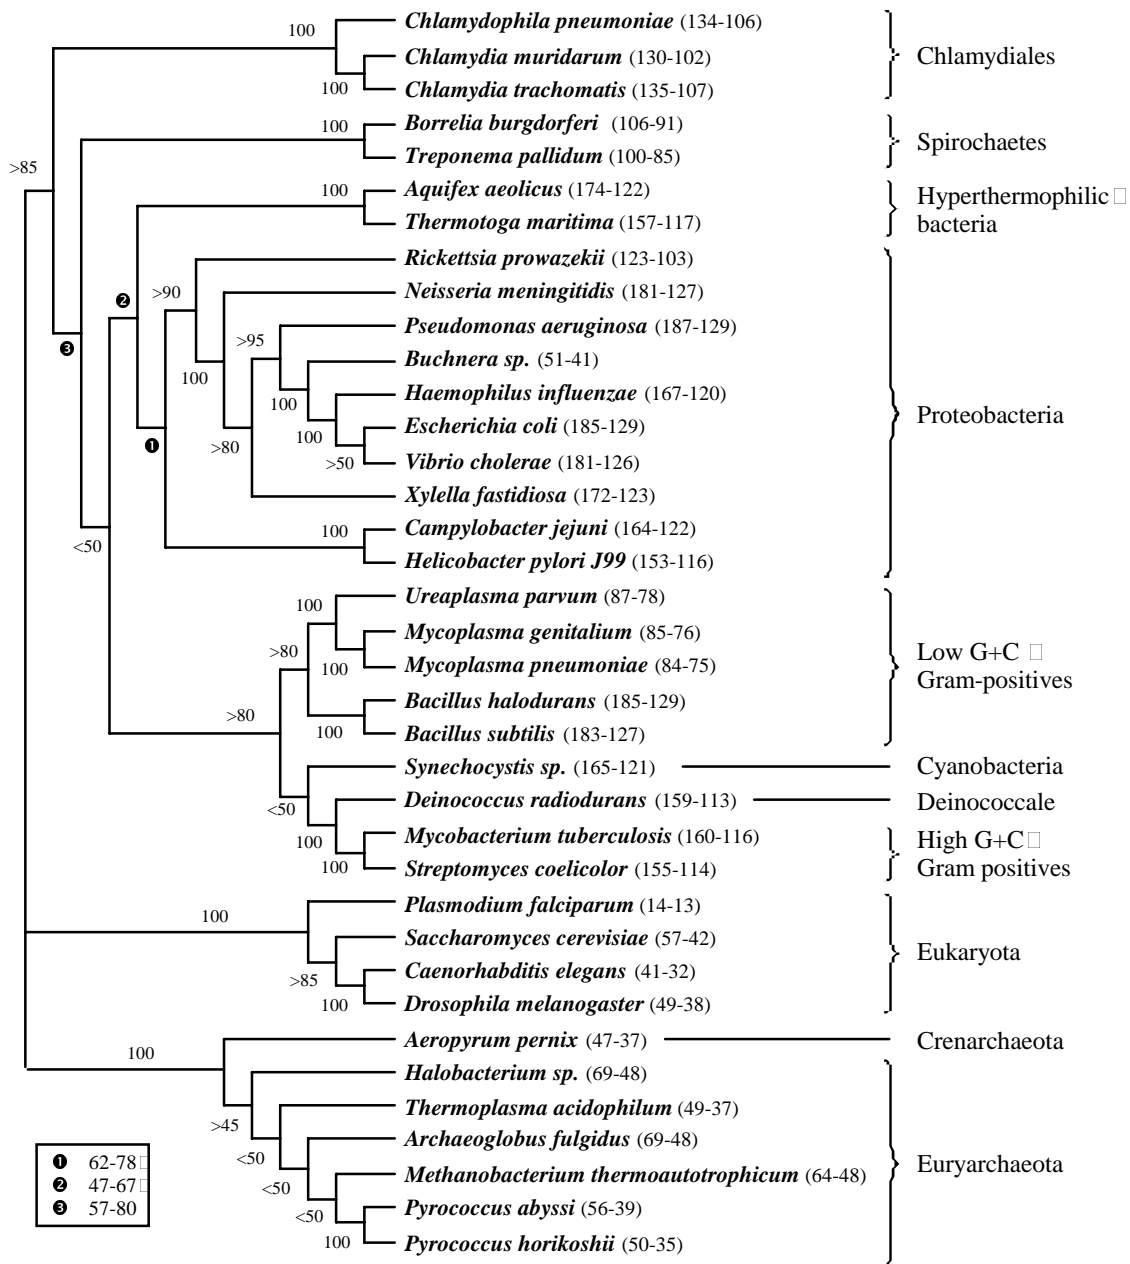 100
Chlamydophila pneumoniae (134-106)
Chlamydia muridarum (130-102)
100
Chlamydia trachomatis (135-107)
Chlamydiales
>85
100
Borrelia burgdorferi (106-91)
Treponema pallidum (100-85)
Spirochaetes
100
Aquifex aeolicus (174-122)
Thermotoga maritima (157-117)
Hyperthermophilic
bacteria
❷
❸
>90
Rickettsia prowazekii (123-103)
Neisseria meningitidis (181-127)
>95
Pseudomonas aeruginosa (187-129)
100
Buchnera sp. (51-41)
100
Haemophilus influenzae (167-120)
100
Escherichia coli (185-129)
❶
>80
>50
Vibrio cholerae (181-126)
Xylella fastidiosa (172-123)
100
Campylobacter jejuni (164-122)
Helicobacter pylori J99 (153-116)
Proteobacteria
<50
100
Ureaplasma parvum (87-78)
>80
Mycoplasma genitalium (85-76)
100
Mycoplasma pneumoniae (84-75)
Bacillus halodurans (185-129)
>80
100
Bacillus subtilis (183-127)
Low G+C
Gram-positives
Synechocystis sp. (165-121)
Cyanobacteria
<50
Deinococcus radiodurans (159-113)
Deinococcale
100
Mycobacterium tuberculosis (160-116)
100
Streptomyces coelicolor (155-114)
High G+C
Gram positives
100
Plasmodium falciparum (14-13)
Saccharomyces cerevisiae (57-42)
>85
Caenorhabditis elegans (41-32)
100
Drosophila melanogaster (49-38)
Eukaryota
100
Aeropyrum pernix (47-37)
Crenarchaeota
Halobacterium sp. (69-48)
>45
Thermoplasma acidophilum (49-37)
<50
Archaeoglobus fulgidus (69-48)
<50
Methanobacterium thermoautotrophicum (64-48)
<50
Pyrococcus abyssi (56-39)
100
Pyrococcus horikoshii (50-35)
Euryarchaeota
❶ 62-78
❷ 47-67
❸ 57-80